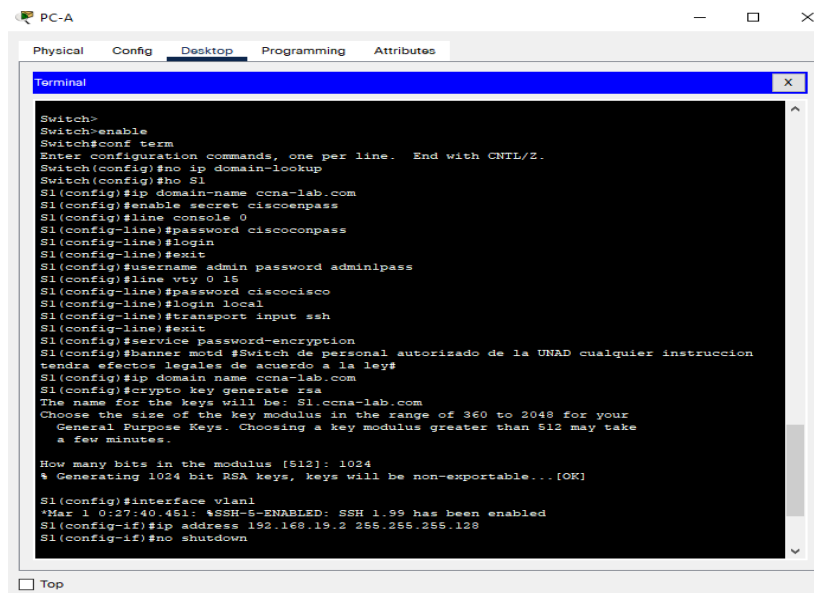 PC-A
Physical Config Desktop Programming Attributes
Terminal
X
Switch>
Switch>enable
Switch#conf term
Enter configuration commands, one per line. End with CNTL/Z.
Switch(config)#no ip domain-lookup
Switch(config)#ho S1
S1(config)#ip domain-name ccna-lab.com
S1(config)#enable secret ciscoenpass
S1(config)#line console 0
S1(config-line)#password ciscoconpass
S1(config-line)#login
S1(config-line)#exit
S1(config)#username admin password admin1pass
S1(config)#line vty 0 15
S1(config-line)#password ciscocisco
S1(config-line)#login local
S1(config-line)#transport input ssh
S1(config-line)#exit
S1(config)#service password-encryption
S1(config)#banner motd #Switch de personal autorizado de la UNAD cualquier instruccion
tendra efectos legales de acuerdo a la ley#
S1(config)#ip domain name ccna-lab.com
S1(config)#crypto key generate rsa
The name for the keys will be: S1.ccna-lab.com
Choose the size of the key modulus in the range of 360 to 2048 for your
General Purpose Keys. Choosing a key modulus greater than 512 may take
a few minutes.
How many bits in the modulus [512]: 1024
% Generating 1024 bit RSA keys, keys will be non-exportable...[OK]
S1(config)#interface vlan1
*Mar 1 0:27:40.451: %SSH-5-ENABLED: SSH 1.99 has been enabled
S1(config-if)#ip address 192.168.19.2 255.255.255.128
S1(config-if)#no shutdown
Top